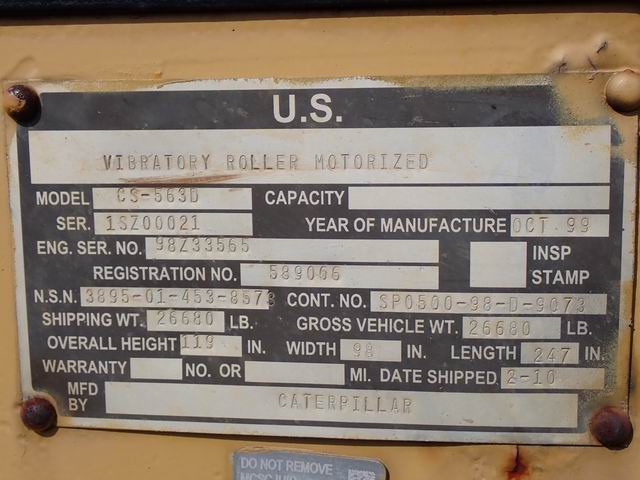 U.S.
VIBRATORY ROLLER MOTORIZED
MODEL CS-563D CAPACITY
SER. 1SZ00021 YEAR OF MANUFACTURE OCT 99
ENG. SER. NO. 98Z33565 INSP
REGISTRATION NO. 589066 STAMP
N.S.N. 3895-01-453-8573 CONT. NO. SP0500-98-D-9073
SHIPPING WT. 26680 LB. GROSS VEHICLE WT. 26680 LB.
OVERALL HEIGHT 119 IN. WIDTH 98 IN. LENGTH 247 IN.
WARRANTY NO. OR MI. DATE SHIPPED 2-10
MFD BY CATERPILLAR
DO NOT REMOVE